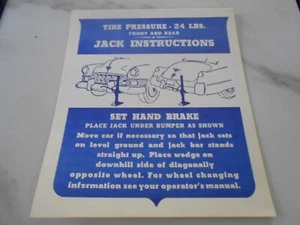 TIRE PRESSURE - 24 LBS.
FRONT AND REAR
JACK INSTRUCTIONS
SET HAND BRAKE
PLACE JACK UNDER BUMPER AS SHOWN
Move car if necessary so that jack sets
on level ground and jack bar stands
straight up. Place wedge on
downhill side of diagonally
opposite wheel. For wheel changing
information see your operator's manual.